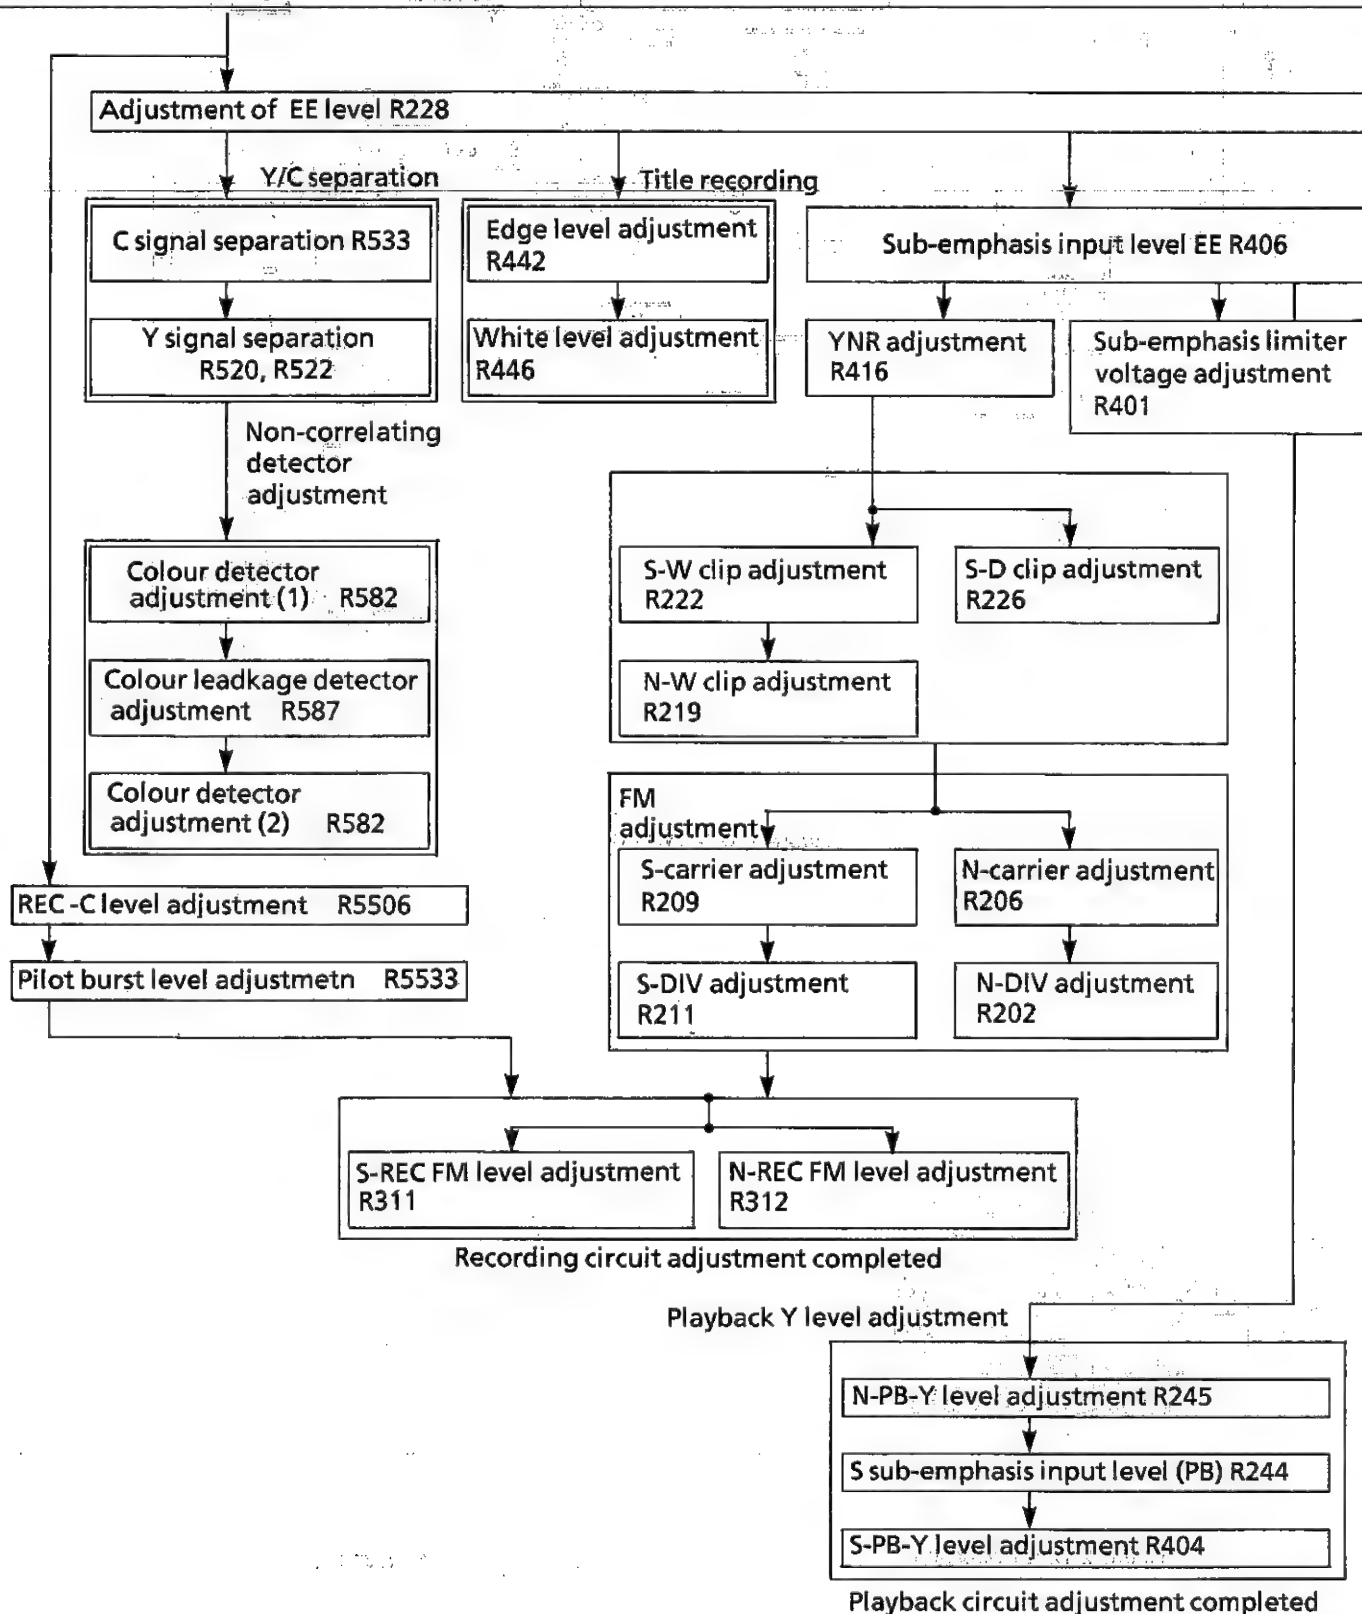 Adjustment of EE level R228
Y/C separation
Title recording
C signal separation R533
Edge level adjustment
R442
Sub-emphasis input level EE R406
Y signal separation
R520, R522
White level adjustment
R446
YNR adjustment
R416
Sub-emphasis limiter
voltage adjustment
R401
Non-correlating
detector
adjustment
Colour detector
adjustment (1) R582
S-W clip adjustment
R222
S-D clip adjustment
R226
Colour leadkage detector
adjustment R587
N-W clip adjustment
R219
Colour detector
adjustment (2) R582
FM
adjustment
S-carrier adjustment
R209
N-carrier adjustment
R206
REC -C level adjustment R5506
Pilot burst level adjustmetn R5533
S-DIV adjustment
R211
N-DIV adjustment
R202
S-REC FM level adjustment
R311
N-REC FM level adjustment
R312
Recording circuit adjustment completed
Playback Y level adjustment
N-PB-Y level adjustment R245
S sub-emphasis input level (PB) R244
S-PB-Y level adjustment R404
Playback circuit adjustment completed